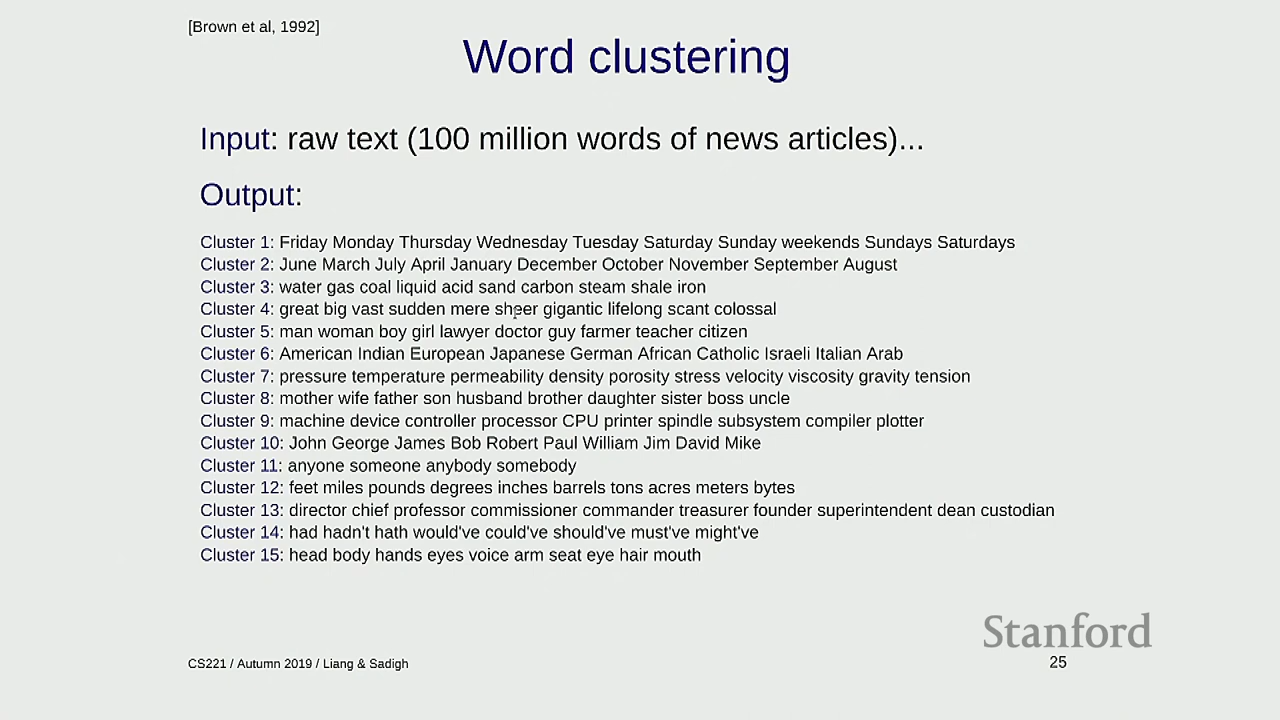 [Brown et al, 1992]
Word clustering
Input: raw text (100 million words of news articles)...
Output:
Cluster 1: Friday Monday Thursday Wednesday Tuesday Saturday Sunday weekends Sundays Saturdays
Cluster 2: June March July April January December October November September August
Cluster 3: water gas coal liquid acid sand carbon steam shale iron
Cluster 4: great big vast sudden mere sheer gigantic lifelong scant colossal
Cluster 5: man woman boy girl lawyer doctor guy farmer teacher citizen
Cluster 6: American Indian European Japanese German African Catholic Israeli Italian Arab
Cluster 7: pressure temperature permeability density porosity stress velocity viscosity gravity tension
Cluster 8: mother wife father son husband brother daughter sister boss uncle
Cluster 9: machine device controller processor CPU printer spindle subsystem compiler plotter
Cluster 10: John George James Bob Robert Paul William Jim David Mike
Cluster 11: anyone someone anybody somebody
Cluster 12: feet miles pounds degrees inches barrels tons acres meters bytes
Cluster 13: director chief professor commissioner commander treasurer founder superintendent dean custodian
Cluster 14: had hadn't hath would've could've should've must've might've
Cluster 15: head body hands eyes voice arm seat eye hair mouth
Stanford
CS221 / Autumn 2019 / Liang & Sadigh
25